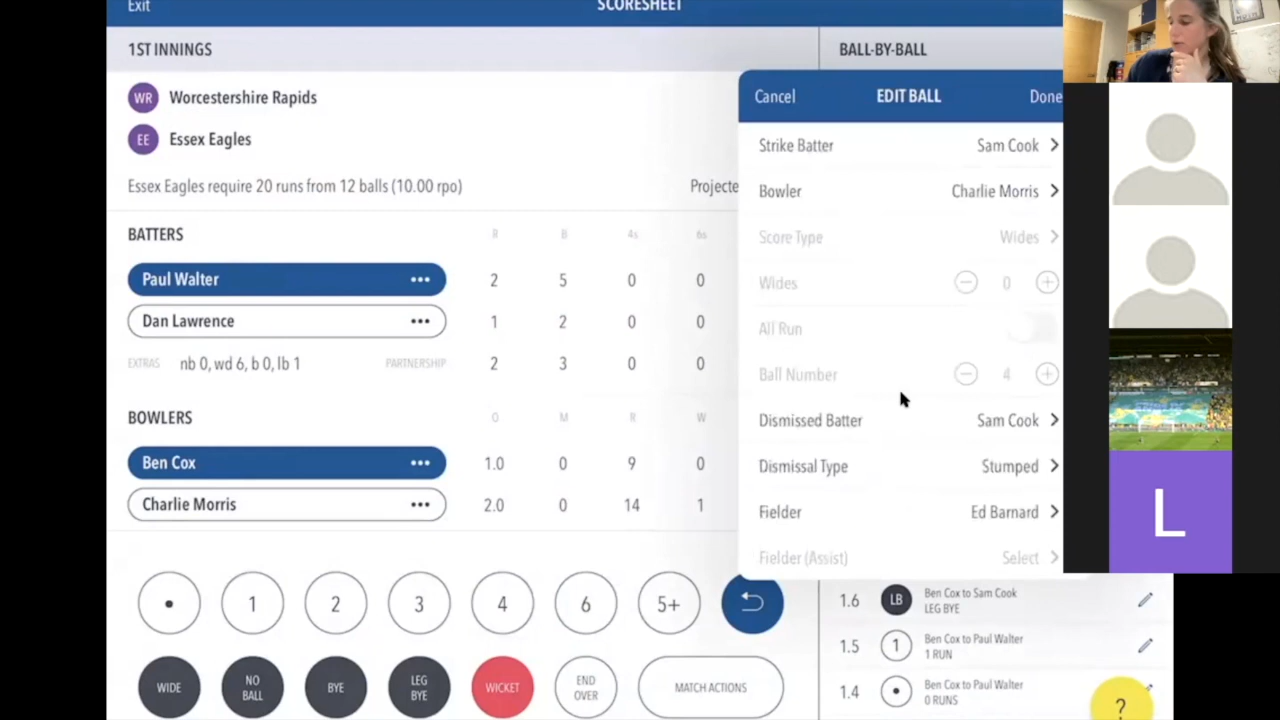 Exit
SCORESHEET
1ST INNINGS
BALL-BY-BALL
WR Worcestershire Rapids
EE Essex Eagles
Essex Eagles require 20 runs from 12 balls (10.00 rpo)
Projecte
BATTERS R B 4s 6s
Paul Walter ••• 2 5 0 0
Dan Lawrence ••• 1 2 0 0
EXTRAS nb 0, wd 6, b 0, lb 1 PARTNERSHIP 2 3 0 0
BOWLERS O M R W
Ben Cox ••• 1.0 0 9 0
Charlie Morris ••• 2.0 0 14 1
• 1 2 3 4 6 5+
WIDE
NO
BALL
BYE
LEG
BYE
WICKET
END
OVER
MATCH ACTIONS
Cancel EDIT BALL Done
Strike Batter Sam Cook >
Bowler Charlie Morris >
Score Type Wides >
Wides − 0 +
All Run
Ball Number − 4 +
Dismissed Batter Sam Cook >
Dismissal Type Stumped >
Fielder Ed Barnard >
Fielder (Assist) Select >
1.6 LB Ben Cox to Sam Cook
LEG BYE
1.5 1 Ben Cox to Paul Walter
1 RUN
1.4 • Ben Cox to Paul Walter
0 RUNS
?
L